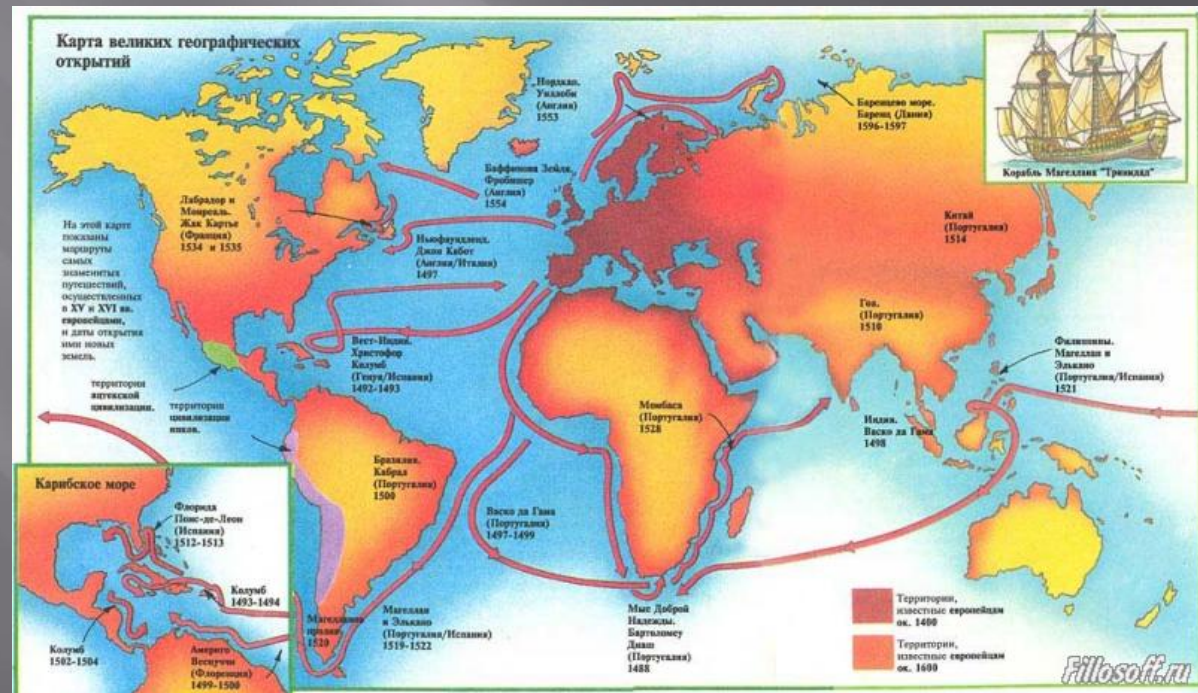 Карта великих географических
открытий
На этой карте
показаны
маршруты
самых
знаменитых
путешествий,
осуществленных
в XV и XVI вв.
европейцами,
и даты открытия
ими новых
земель.
Нордкап.
Уиллоби
(Англия)
1553
Баренцево море.
Баренц (Дания)
1596-1597
Корабль Магеллана "Тринидад"
Баффинова Земля.
Фробишер
(Англия)
1554
Лабрадор и
Монреаль.
Жак Картье
(Франция)
1534 и 1535
Ньюфаундленд.
Джон Кабот
(Англия/Италия)
1497
Китай
(Португалия)
1514
Гоа.
(Португалия)
1510
Вест-Индия.
Христофор
Колумб
(Генуя/Испания)
1492-1493
Филиппины.
Магеллан и
Элькано
(Португалия/Испания)
1521
территория
ацтекской
цивилизации.
территория
цивилизации
инков.
Момбаса
(Португалия)
1528
Индия.
Васко да Гама
1498
Бразилия.
Кабрал
(Португалия)
1500
Васко да Гама
(Португалия)
1497-1499
Карибское море
Флорида
Понс-де-Леон
(Испания)
1512-1513
Колумб
1493-1494
Колумб
1502-1504
Америго
Веспуччи
(Флоренция)
1499-1500
Магелланов
пролив
1520
Магеллан
и Элькано
(Португалия/Испания)
1519-1522
Мыс Доброй
Надежды.
Бартоломеу
Диаш
(Португалия)
1488
Территории,
известные европейцам
ок. 1400
Территории,
известные европейцам
ок. 1600
Fillosoff.ru